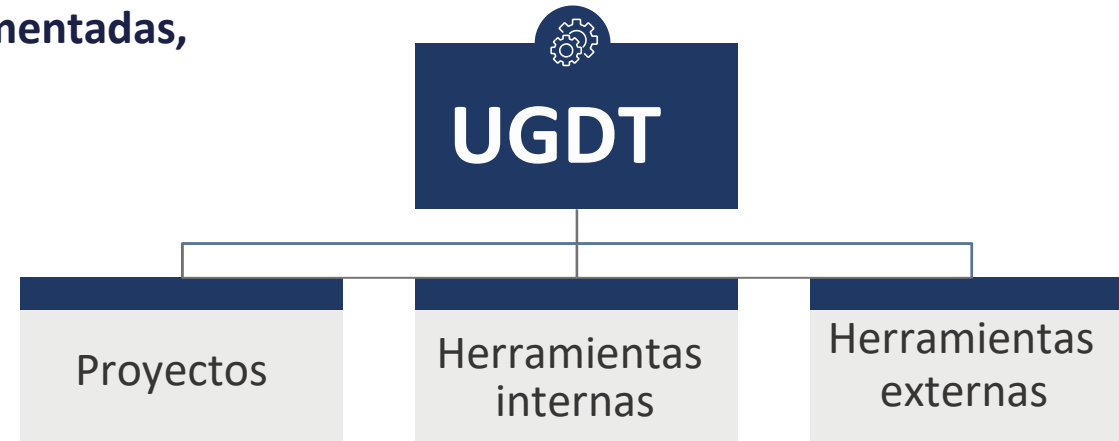 mentadas,
UGDT
Proyectos
Herramientas
internas
Herramientas
externas